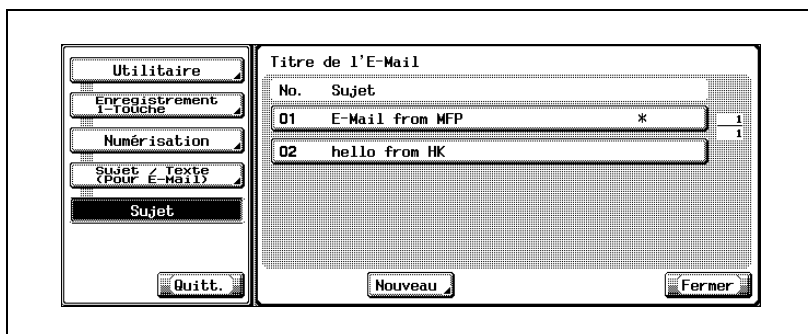 Utilitaire
Enregistrement
1-Touche
Numérisation
Sujet / Texte
(Pour E-Mail)
Sujet
Quitt.
Titre de l'E-Mail
No. Sujet
01 E-Mail from MFP *
02 hello from HK
1
1
Nouveau
Fermer